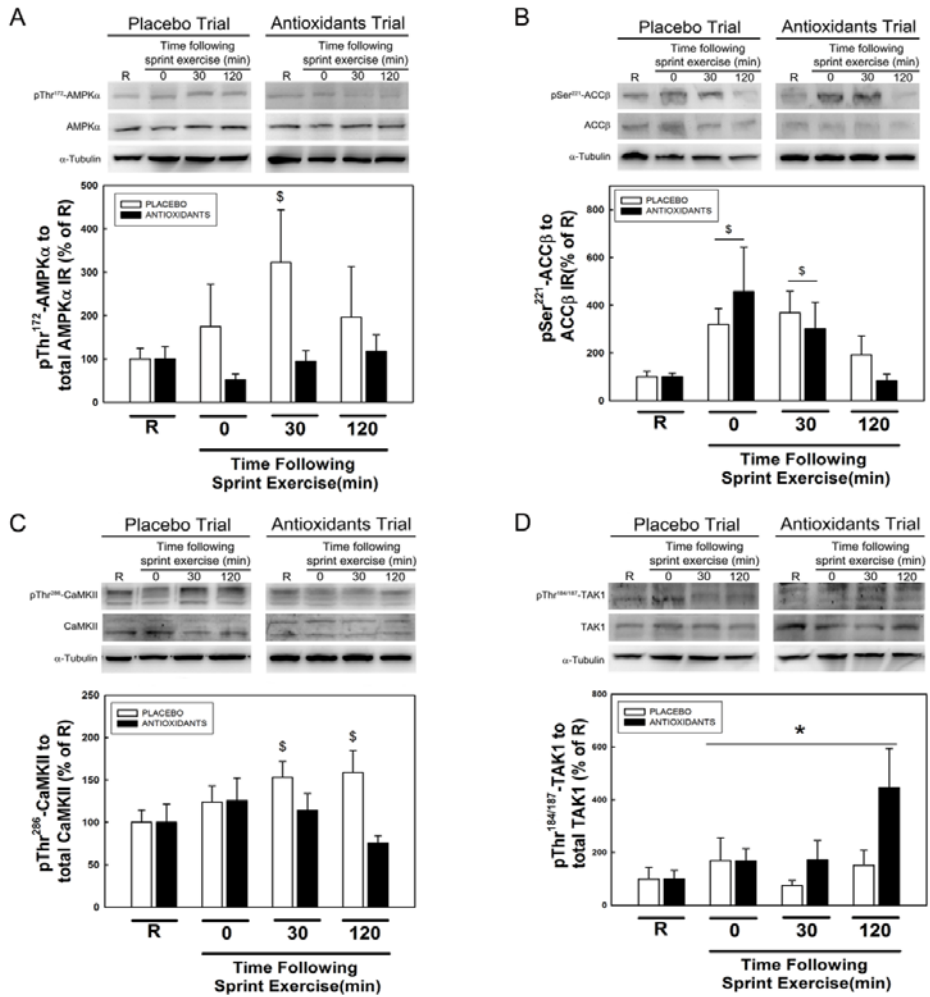 A
Placebo Trial
Antioxidants Trial
Time following
sprint exercise (min)
Time following
sprint exercise (min)
R 0 30 120 R 0 30 120
pThr172-AMPKα
AMPKα
α-Tubulin
500
400
300
200
100
0
PLACEBO
ANTIOXIDANTS
$
pThr172-AMPKα to
total AMPKα IR (% of R)
R 0 30 120
Time Following
Sprint Exercise(min)
B
Placebo Trial
Antioxidants Trial
Time following
sprint exercise (min)
Time following
sprint exercise (min)
R 0 30 120 R 0 30 120
pSer221-ACCβ
ACCβ
α-Tubulin
800
600
400
200
0
PLACEBO
ANTIOXIDANTS
$
$
pSer221-ACCβ to
ACCβ IR(% of R)
R 0 30 120
Time Following
Sprint Exercise(min)
C
Placebo Trial
Antioxidants Trial
Time following
sprint exercise (min)
Time following
sprint exercise (min)
R 0 30 120 R 0 30 120
pThr286-CaMKII
CaMKII
α-Tubulin
250
200
150
100
50
0
PLACEBO
ANTIOXIDANTS
$
$
pThr286-CaMKII to
total CaMKII (% of R)
R 0 30 120
Time Following
Sprint Exercise(min)
D
Placebo Trial
Antioxidants Trial
Time following
sprint exercise (min)
Time following
sprint exercise (min)
R 0 30 120 R 0 30 120
pThr184/187-TAK1
TAK1
α-Tubulin
800
600
400
200
0
PLACEBO
ANTIOXIDANTS
*
pThr184/187-TAK1 to
total TAK1 (% of R)
R 0 30 120
Time Following
Sprint Exercise(min)